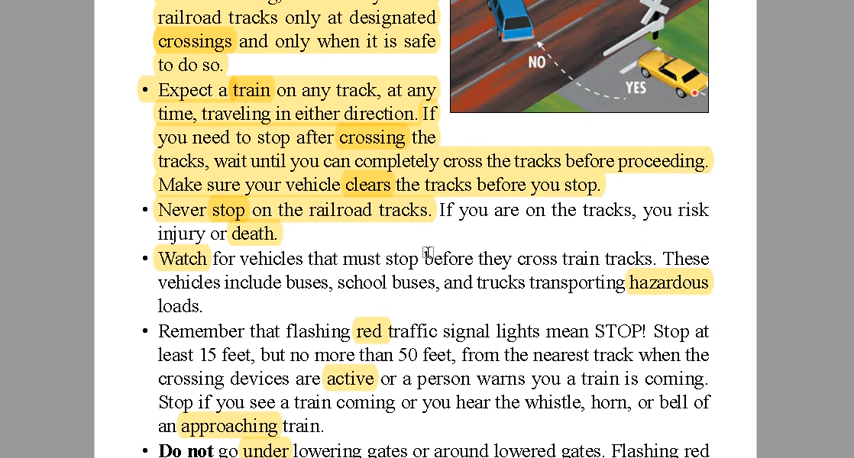 railroad tracks only at designated
crossings and only when it is safe
to do so.
NO
YES
• Expect a train on any track, at any
time, traveling in either direction. If
you need to stop after crossing the
tracks, wait until you can completely cross the tracks before proceeding.
Make sure your vehicle clears the tracks before you stop.
• Never stop on the railroad tracks. If you are on the tracks, you risk
injury or death.
• Watch for vehicles that must stop before they cross train tracks. These
vehicles include buses, school buses, and trucks transporting hazardous
loads.
• Remember that flashing red traffic signal lights mean STOP! Stop at
least 15 feet, but no more than 50 feet, from the nearest track when the
crossing devices are active or a person warns you a train is coming.
Stop if you see a train coming or you hear the whistle, horn, or bell of
an approaching train.
• Do not go under lowering gates or around lowered gates. Flashing red